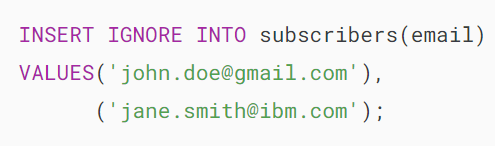 INSERT IGNORE INTO subscribers(email)
VALUES('john.doe@gmail.com'),
      ('jane.smith@ibm.com');